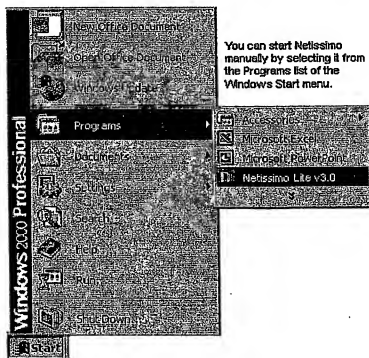 New Office Document
Open Office Document
Windows Update
Programs
Documents
Settings
Search
Help
Run...
Shut Down...
Windows 2000 Professional
Start
You can start Netissimo
manually by selecting it from
the Programs list of the
Windows Start menu.
Accessories
Microsoft Excel
Microsoft PowerPoint
Netissimo Lite v3.0